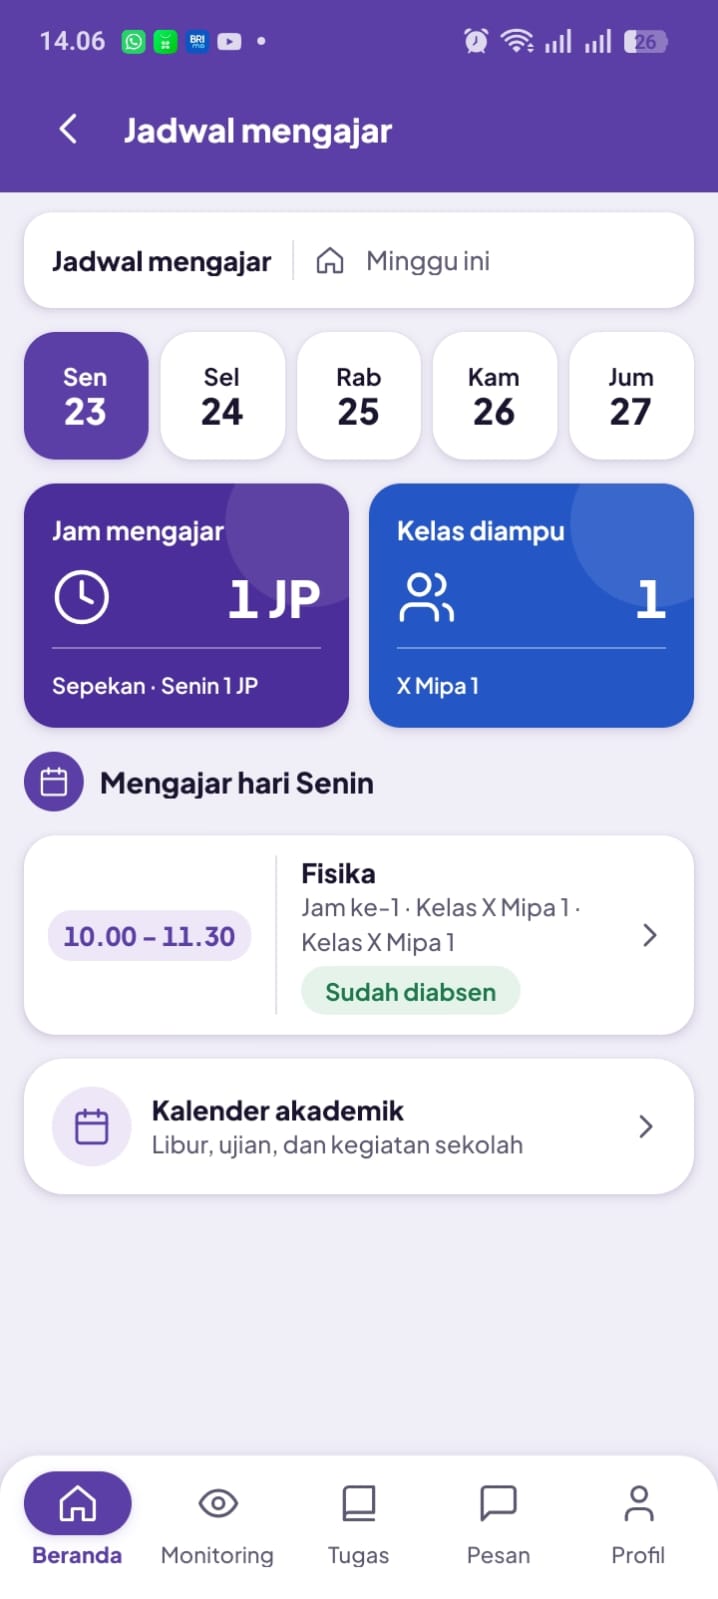 14.06
BRI
mo
26
Jadwal mengajar
Jadwal mengajar
Minggu ini
Sen
23
Sel
24
Rab
25
Kam
26
Jum
27
Jam mengajar
1 JP
Sepekan · Senin 1 JP
Kelas diampu
1
X Mipa 1
Mengajar hari Senin
10.00 – 11.30
Fisika
Jam ke-1 · Kelas X Mipa 1 ·
Kelas X Mipa 1
Sudah diabsen
Kalender akademik
Libur, ujian, dan kegiatan sekolah
Beranda
Monitoring
Tugas
Pesan
Profil